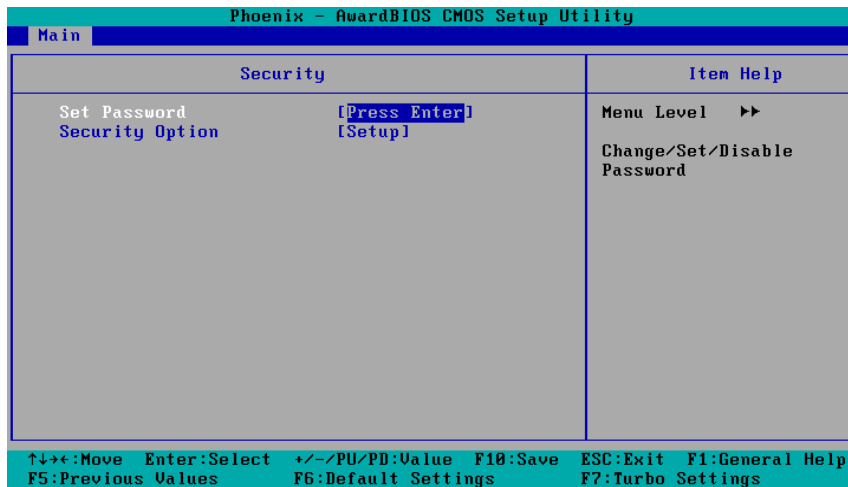 Phoenix - AwardBIOS CMOS Setup Utility
Main
Security
Item Help
Set Password [Press Enter]
Security Option [Setup]
Menu Level ►►
Change/Set/Disable
Password
↑↓→←:Move Enter:Select +/-/PU/PD:Value F10:Save ESC:Exit F1:General Help
F5:Previous Values F6:Default Settings F7:Turbo Settings